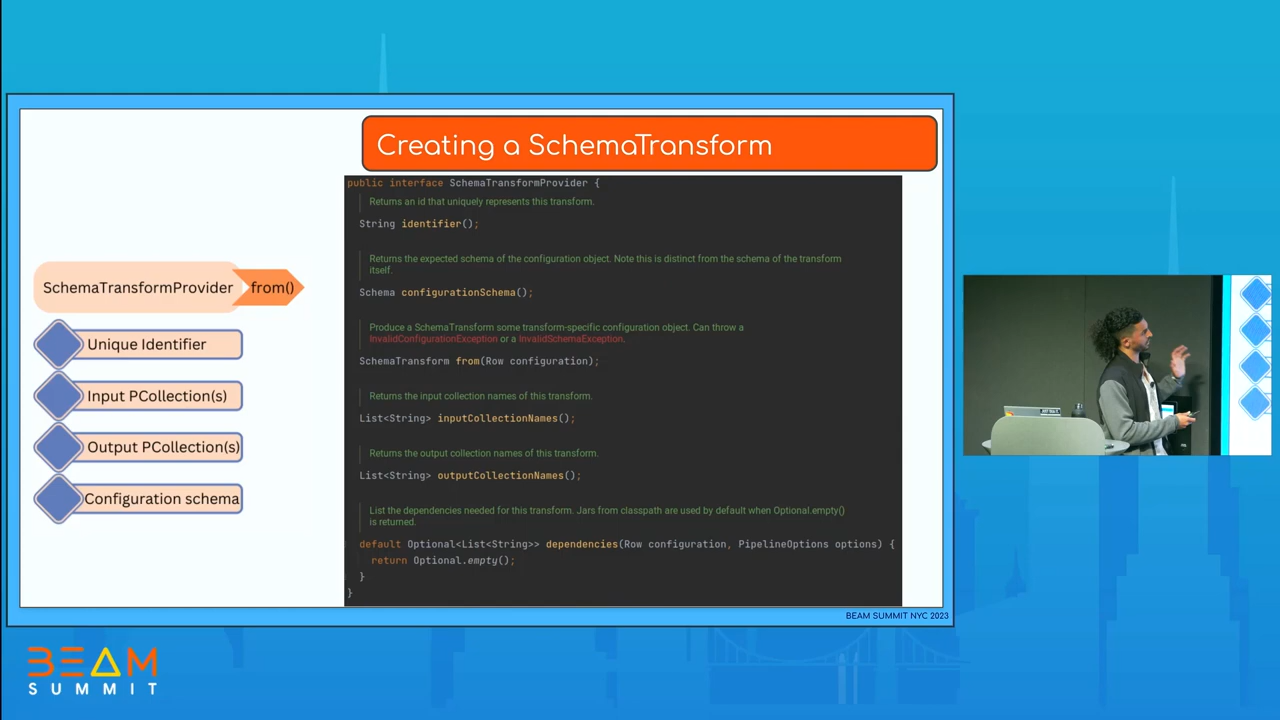 Creating a SchemaTransform
SchemaTransformProvider
from()
Unique Identifier
Input PCollection(s)
Output PCollection(s)
Configuration schema
public interface SchemaTransformProvider {
Returns an id that uniquely represents this transform.
String identifier();
Returns the expected schema of the configuration object. Note this is distinct from the schema of the transform
itself.
Schema configurationSchema();
Produce a SchemaTransform some transform-specific configuration object. Can throw a
InvalidConfigurationException or a InvalidSchemaException.
SchemaTransform from(Row configuration);
Returns the input collection names of this transform.
List<String> inputCollectionNames();
Returns the output collection names of this transform.
List<String> outputCollectionNames();
List the dependencies needed for this transform. Jars from classpath are used by default when Optional.empty()
is returned.
default Optional<List<String>> dependencies(Row configuration, PipelineOptions options) {
return Optional.empty();
}
}
BEAM SUMMIT NYC 2023
BEAM
SUMMIT